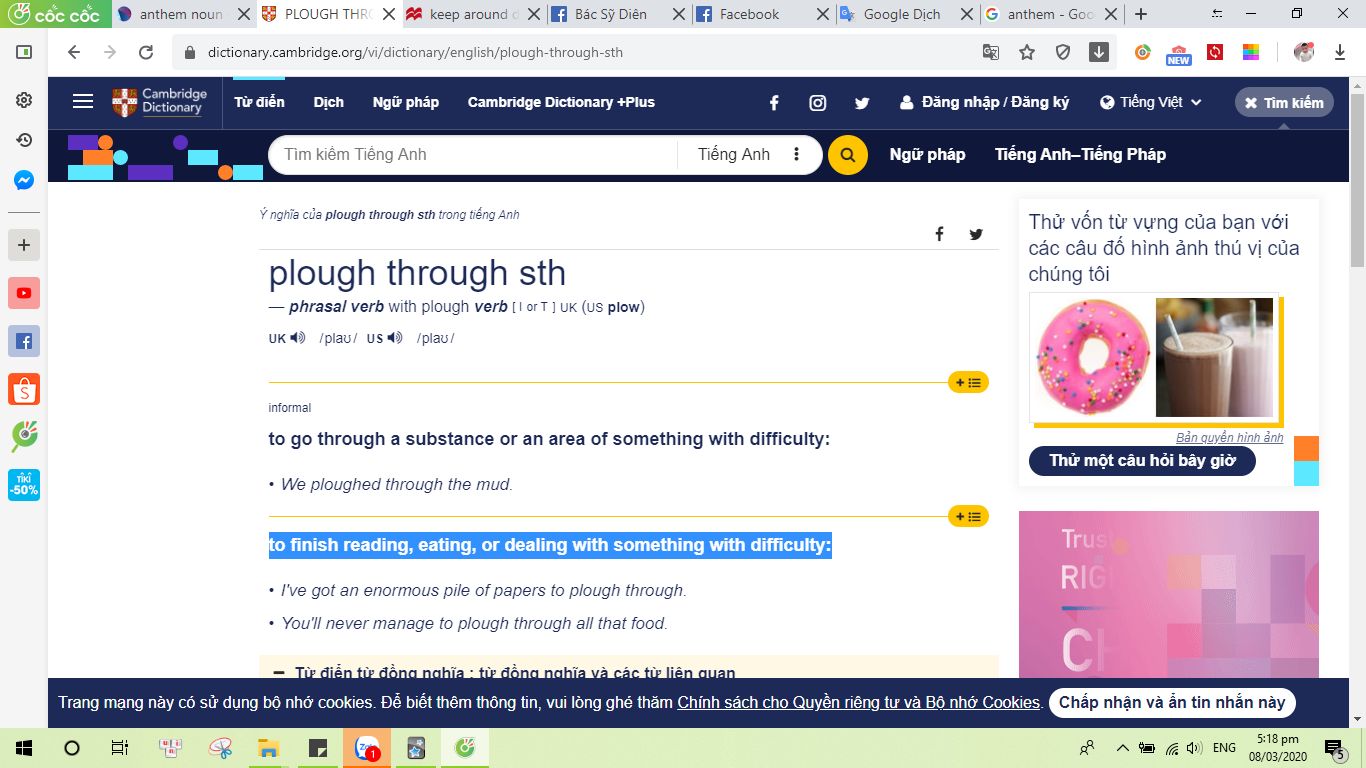 cốc cốc
anthem noun
PLOUGH THRO
keep around d
Bác Sỹ Diên
Facebook
Google Dịch
anthem - Goo
dictionary.cambridge.org/vi/dictionary/english/plough-through-sth
NEW
Cambridge Dictionary
Từ điển
Dịch
Ngữ pháp
Cambridge Dictionary +Plus
Đăng nhập / Đăng ký
Tiếng Việt
Tìm kiếm
Tìm kiếm Tiếng Anh
Tiếng Anh
Ngữ pháp
Tiếng Anh–Tiếng Pháp
Ý nghĩa của plough through sth trong tiếng Anh
plough through sth
— phrasal verb with plough verb [ I or T ] UK (US plow)
UK /plaʊ/ US /plaʊ/
informal
to go through a substance or an area of something with difficulty:
• We ploughed through the mud.
to finish reading, eating, or dealing with something with difficulty:
• I've got an enormous pile of papers to plough through.
• You'll never manage to plough through all that food.
Từ điển từ đồng nghĩa : từ đồng nghĩa và các từ liên quan
Thử vốn từ vựng của bạn với
các câu đố hình ảnh thú vị của
chúng tôi
Bản quyền hình ảnh
Thử một câu hỏi bây giờ
TIKI
-50%
Trang mạng này có sử dụng bộ nhớ cookies. Để biết thêm thông tin, vui lòng ghé thăm Chính sách cho Quyền riêng tư và Bộ nhớ Cookies.
Chấp nhận và ẩn tin nhắn này
1
ENG
5:18 pm
08/03/2020
5